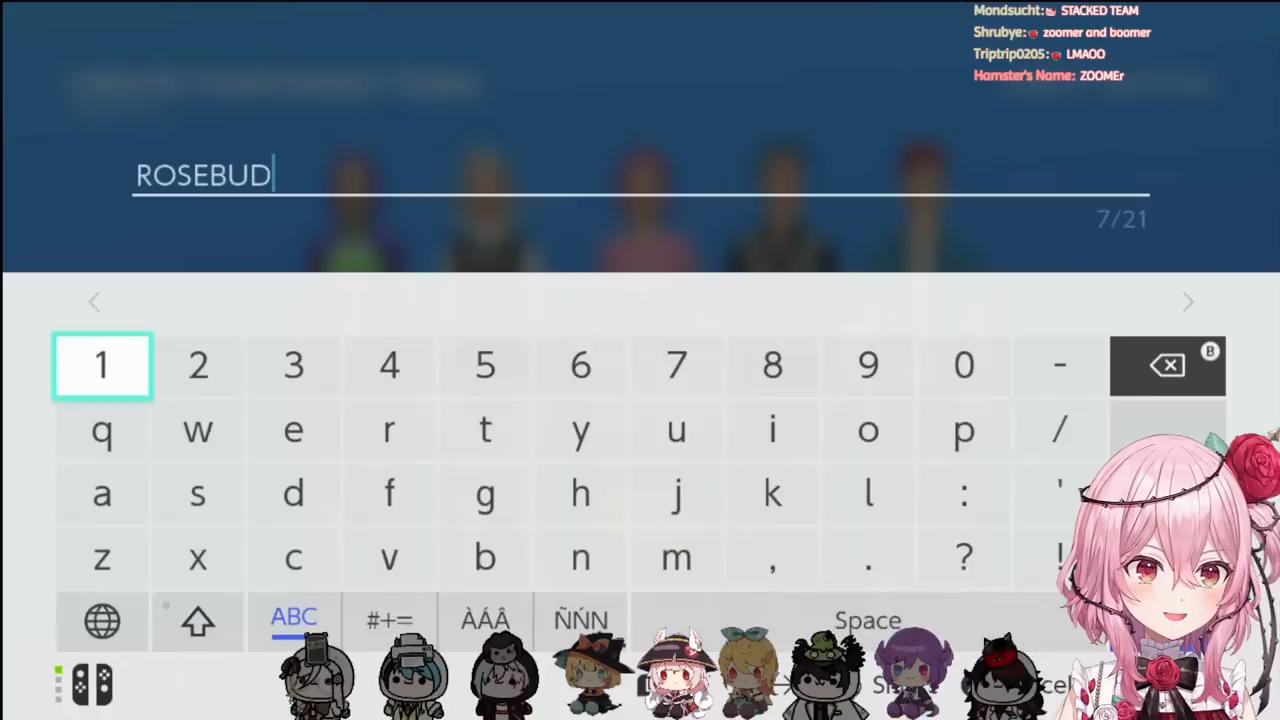 Mondsucht: STACKED TEAM
Shrubye: zoomer and boomer
Triptrip0205: LMAOO
Hamster's Name: ZOOMEr
ROSEBUD
7/21
1 2 3 4 5 6 7 8 9 0 - B
q w e r t y u i o p /
a s d f g h j k l : '
z x c v b n m , . ? !
ABC #+= ÀÁÂ ÑŃN Space